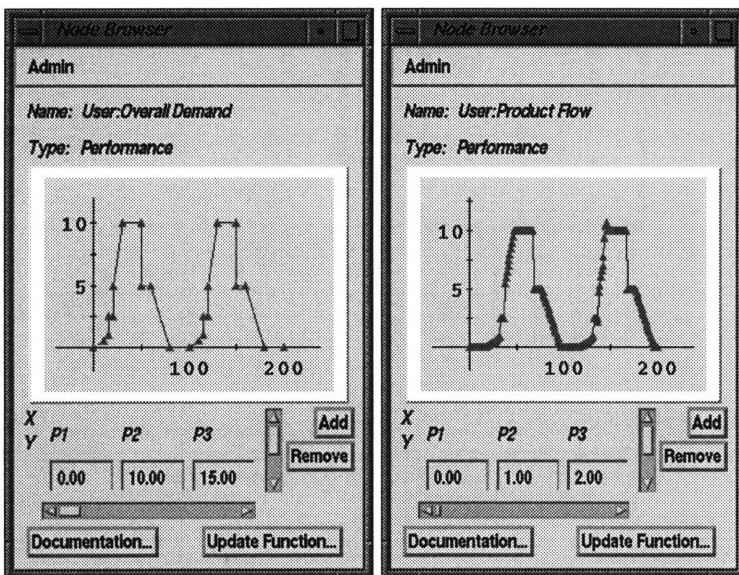 Node Browser
Admin
Name: User:Overall Demand
Type: Performance
10
5
100 200
X
Y P1 P2 P3
Add
Remove
0.00 10.00 15.00
Documentation... Update Function...
Node Browser
Admin
Name: User:Product Flow
Type: Performance
10
5
100 200
X
Y P1 P2 P3
Add
Remove
0.00 1.00 2.00
Documentation... Update Function...